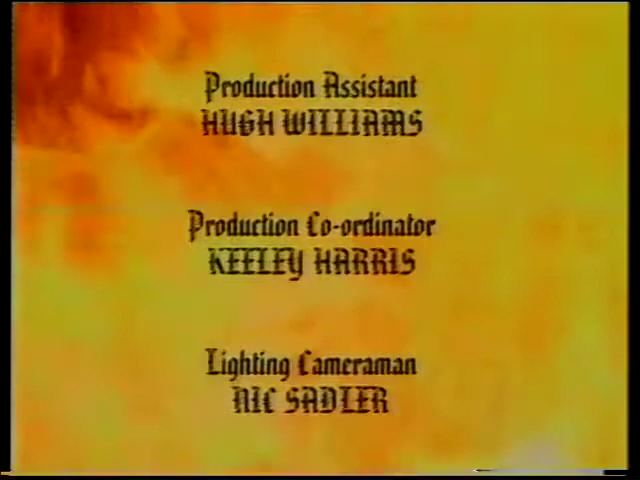 Production Assistant
HUGH WILLIAMS
Production Co-ordinator
KEELEY HARRIS
Lighting Cameraman
NIC SADLER